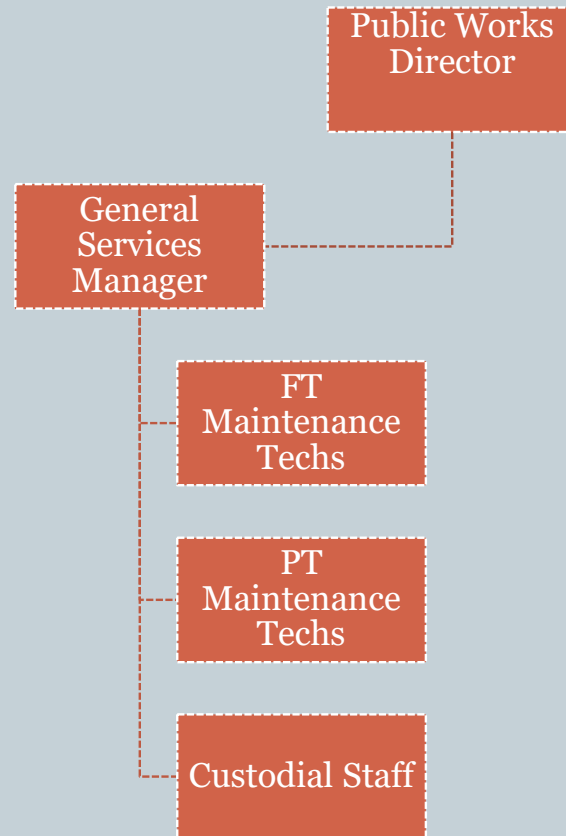 Public Works
Director
General
Services
Manager
FT
Maintenance
Techs
PT
Maintenance
Techs
Custodial Staff